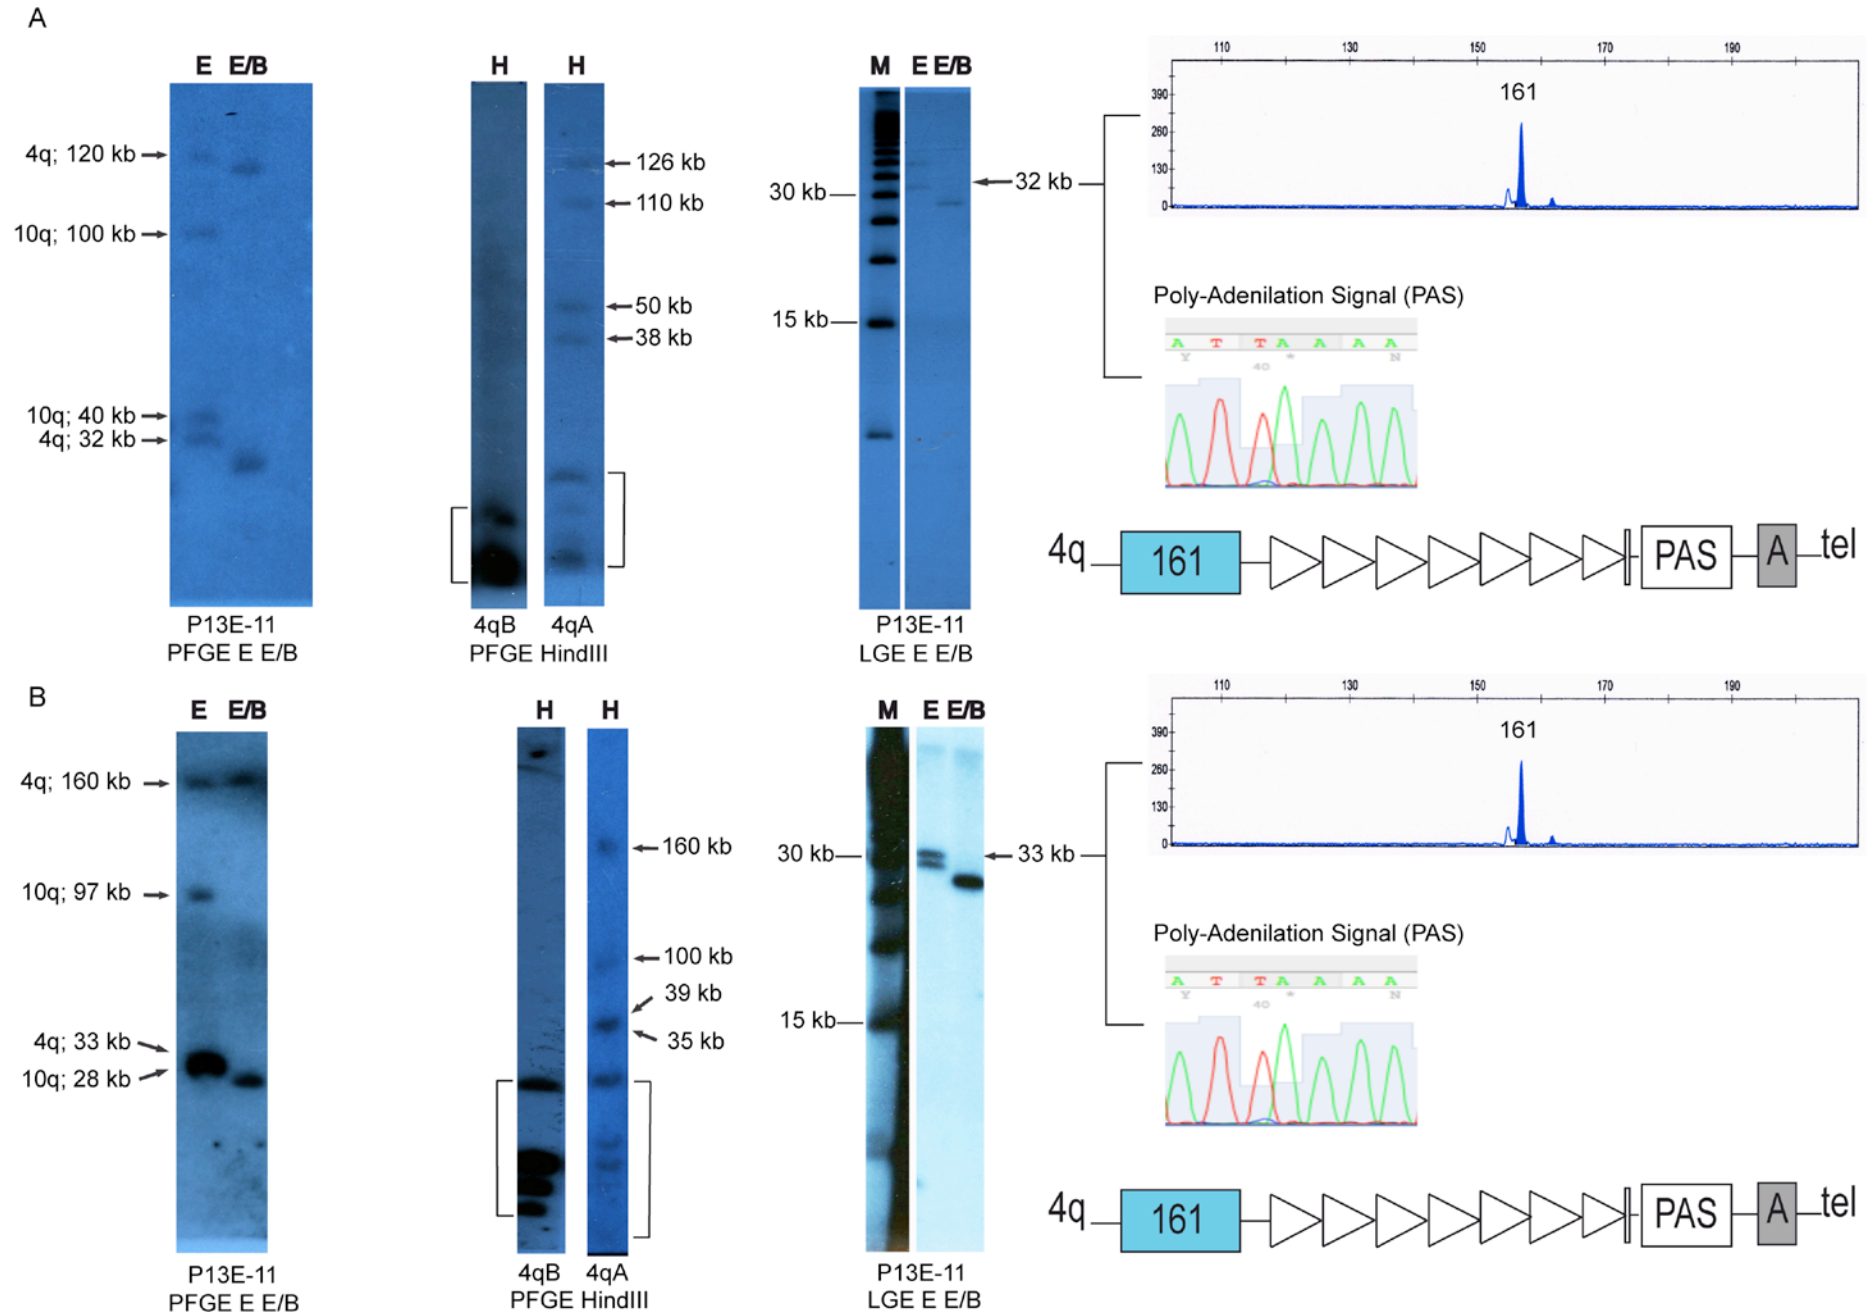 A
E E/B
4q; 120 kb
10q; 100 kb
10q; 40 kb
4q; 32 kb
P13E-11
PFGE E E/B
H H
126 kb
110 kb
50 kb
38 kb
4qB 4qA
PFGE HindIII
M E E/B
30 kb
15 kb
32 kb
P13E-11
LGE E E/B
110 130 150 170 190
390
260
130
0
161
Poly-Adenilation Signal (PAS)
A T T A A A A
Y 40 * N
4q 161 PAS A tel
B
E E/B
4q; 160 kb
10q; 97 kb
4q; 33 kb
10q; 28 kb
P13E-11
PFGE E E/B
H H
160 kb
100 kb
39 kb
35 kb
4qB 4qA
PFGE HindIII
M E E/B
30 kb
15 kb
33 kb
P13E-11
LGE E E/B
110 130 150 170 190
390
260
130
0
161
Poly-Adenilation Signal (PAS)
A T T A A A A
Y 40 * N
4q 161 PAS A tel